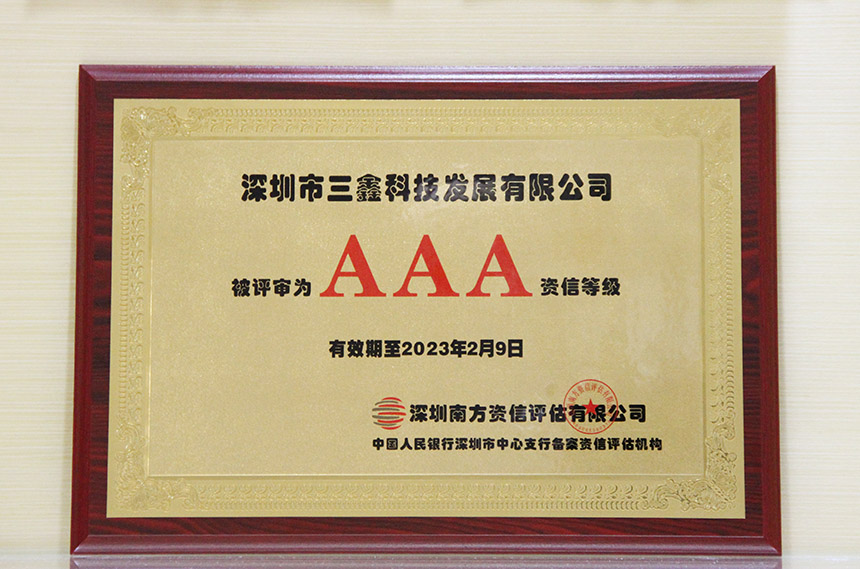 深圳市三鑫科技发展有限公司
被评审为AAA资信等级
有效期至2023年2月9日
深圳南方资信评估有限公司
中国人民银行深圳市中心支行备案资信评估机构